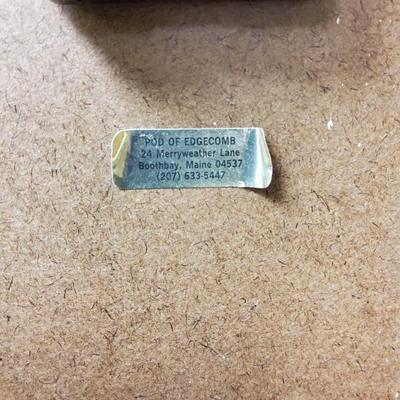 POD OF EDGECOMB
24 Merryweather Lane
Boothbay, Maine 04537
(207) 633-5447